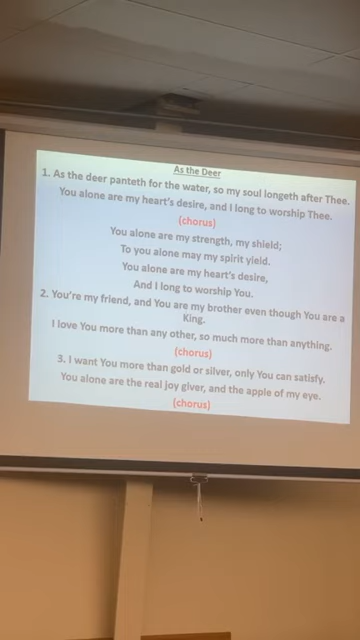 As the Deer
1. As the deer panteth for the water, so my soul longeth after Thee.
You alone are my heart's desire, and I long to worship Thee.
(chorus)
You alone are my strength, my shield;
To you alone may my spirit yield.
You alone are my heart's desire,
And I long to worship You.
2. You're my friend, and You are my brother even though You are a
King.
I love You more than any other, so much more than anything.
(chorus)
3. I want You more than gold or silver, only You can satisfy.
You alone are the real joy giver, and the apple of my eye.
(chorus)